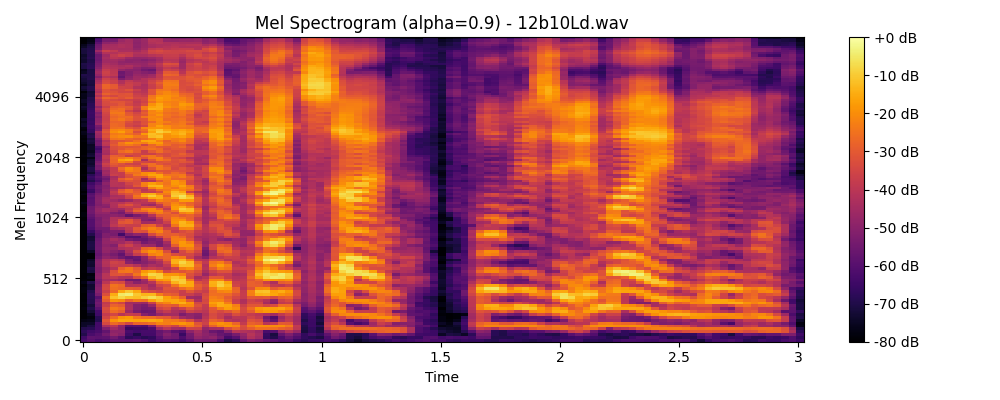 Mel Spectrogram (alpha=0.9) - 12b10Ld.wav
Mel Frequency
4096
2048
1024
512
0
0
0.5
1
1.5
2
2.5
3
Time
+0 dB
-10 dB
-20 dB
-30 dB
-40 dB
-50 dB
-60 dB
-70 dB
-80 dB